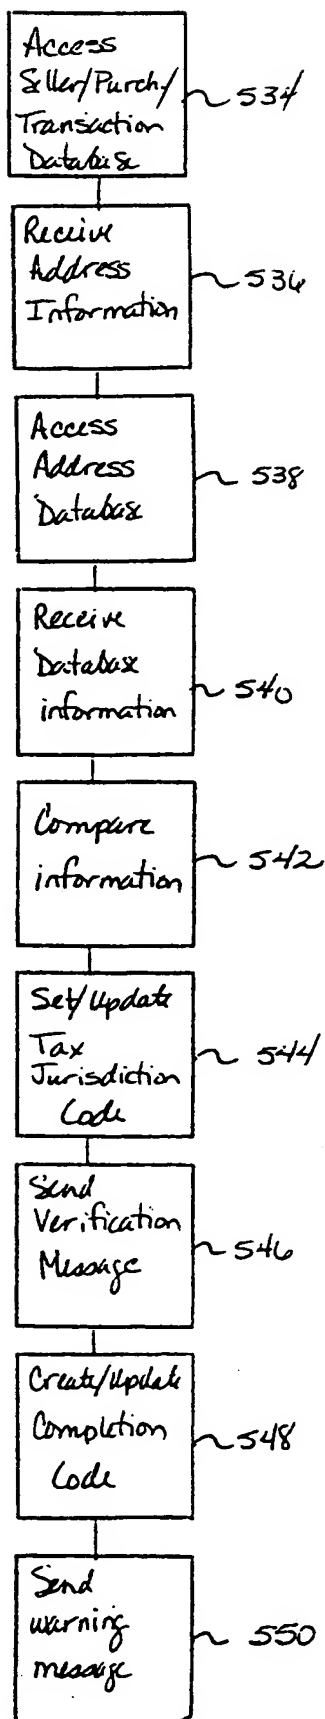 Access
Seller/Purch/
Transaction
Database
534
Receive
Address
Information
536
Access
Address
Database
538
Receive
Database
information
540
Compare
information
542
Set/Update
Tax
Jurisdiction
Code
544
Send
Verification
Message
546
Create/Update
Completion
Code
548
Send
warning
message
550